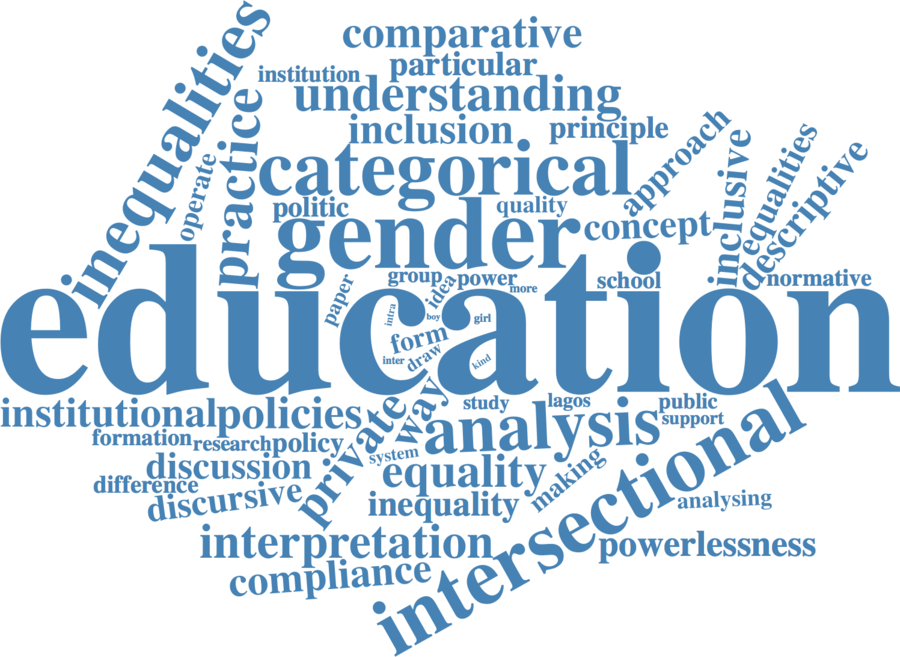 comparative
particular
institution
understanding
inequalities
inclusion
principle
practice
operate
categorical
approach
inclusive
equalities
descriptive
politic
quality
gender
concept
group
power
more
school
normative
idea
paper
intra
boy
girl
form
inter
draw
kind
education
institutional
policies
private
way
study
lagos
public
support
analysis
formation
research
policy
system
discussion
equality
making
difference
discursive
inequality
analysing
intersectional
interpretation
powerlessness
compliance